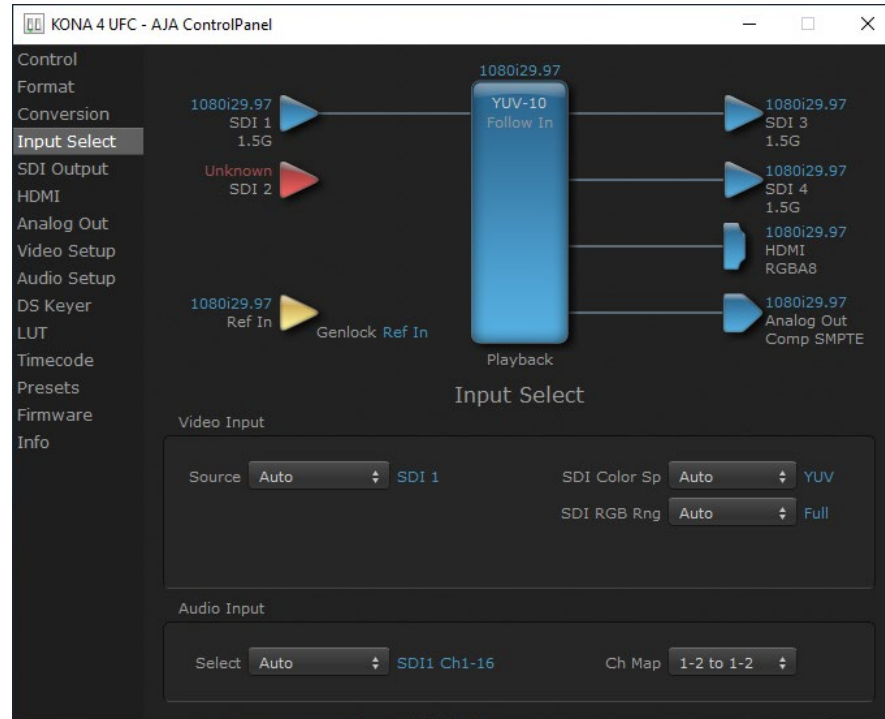 KONA 4 UFC - AJA ControlPanel
Control
Format
Conversion
Input Select
SDI Output
HDMI
Analog Out
Video Setup
Audio Setup
DS Keyer
LUT
Timecode
Presets
Firmware
Info
1080i29.97
YUV-10
Follow In
Playback
1080i29.97
SDI 1
1.5G
Unknown
SDI 2
1080i29.97
Ref In
Genlock Ref In
1080i29.97
SDI 3
1.5G
1080i29.97
SDI 4
1.5G
1080i29.97
HDMI
RGBA8
1080i29.97
Analog Out
Comp SMPTE
Input Select
Video Input
Source Auto SDI 1
SDI Color Sp Auto YUV
SDI RGB Rng Auto Full
Audio Input
Select Auto SDI1 Ch1-16
Ch Map 1-2 to 1-2